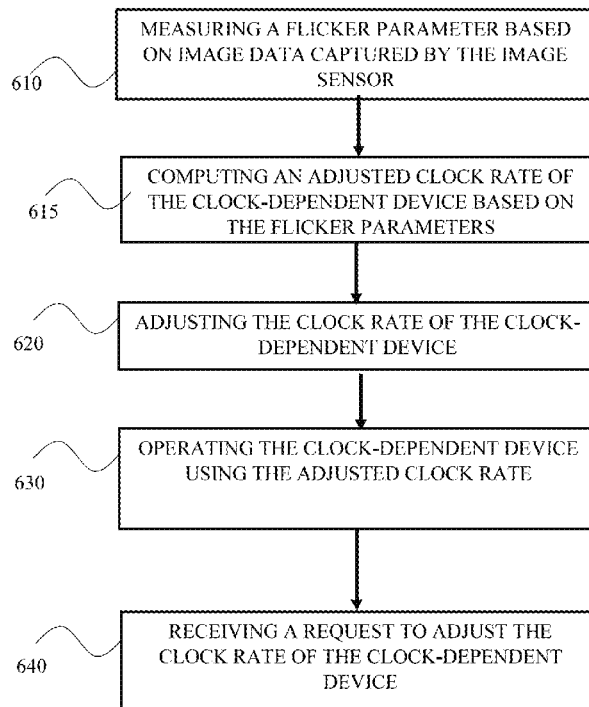 MEASURING A FLICKER PARAMETER BASED
ON IMAGE DATA CAPTURED BY THE IMAGE
SENSOR
610
COMPUTING AN ADJUSTED CLOCK RATE OF
THE CLOCK-DEPENDENT DEVICE BASED ON
THE FLICKER PARAMETERS
615
ADJUSTING THE CLOCK RATE OF THE CLOCK-
DEPENDENT DEVICE
620
OPERATING THE CLOCK-DEPENDENT DEVICE
USING THE ADJUSTED CLOCK RATE
630
RECEIVING A REQUEST TO ADJUST THE
CLOCK RATE OF THE CLOCK-DEPENDENT
DEVICE
640